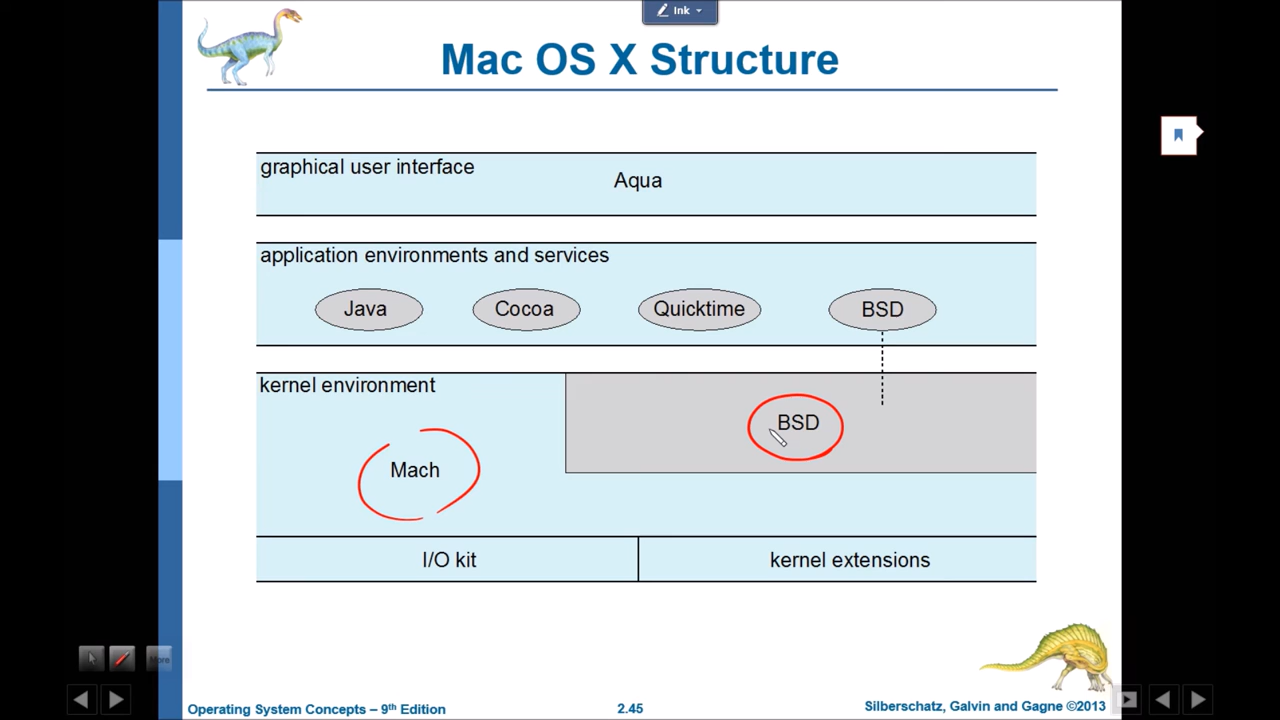 Ink
Mac OS X Structure
graphical user interface
Aqua
application environments and services
Java Cocoa Quicktime BSD
kernel environment
BSD
Mach
I/O kit kernel extensions
More
Operating System Concepts – 9th Edition 2.45 Silberschatz, Galvin and Gagne ©2013